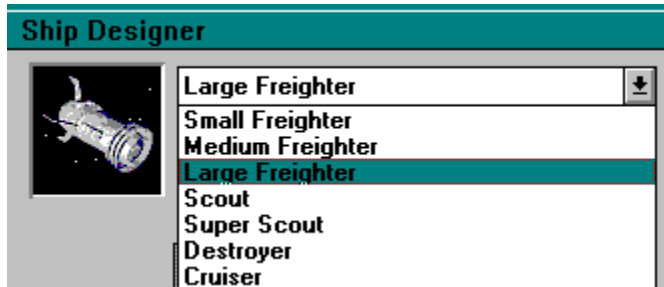 Ship Designer
Large Freighter
Small Freighter
Medium Freighter
Large Freighter
Scout
Super Scout
Destroyer
Cruiser